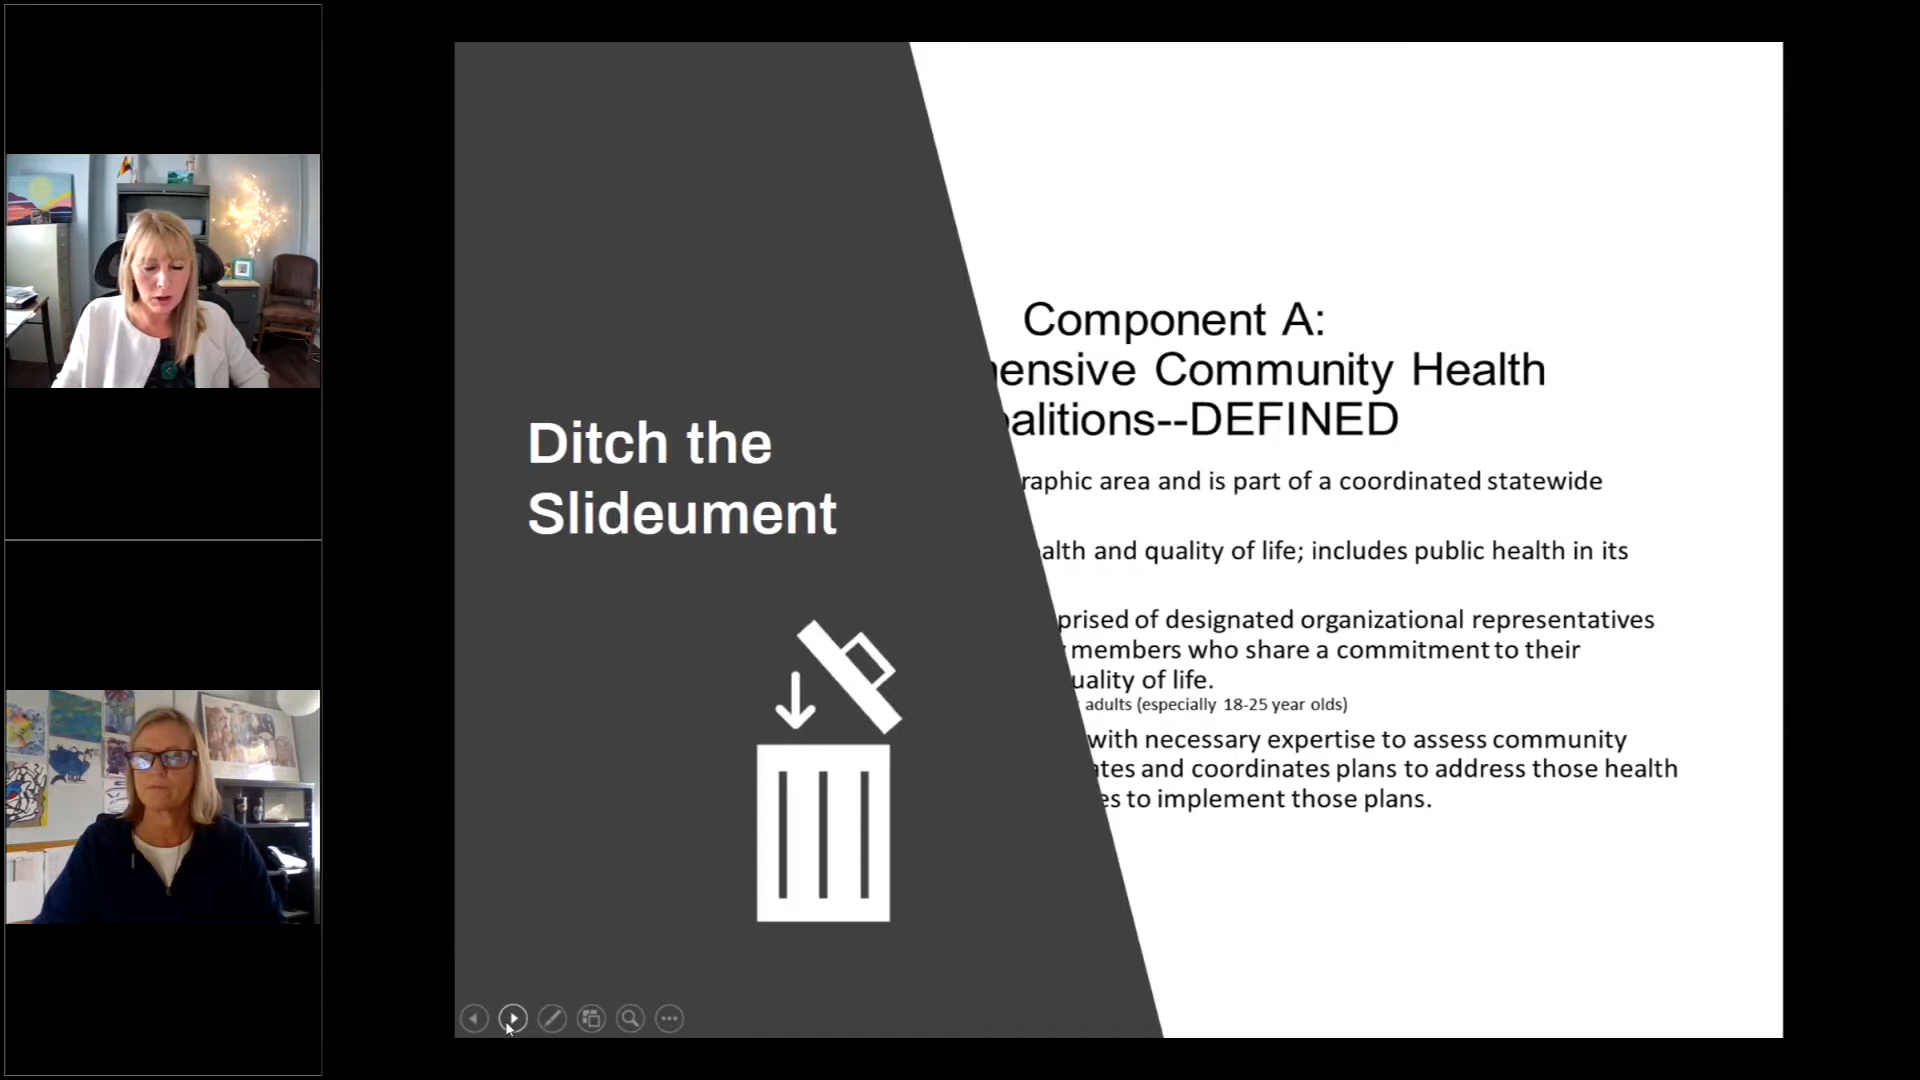 Ditch the
Slideument
Component A:
ensive Community Health
alitions--DEFINED
raphic area and is part of a coordinated statewide
alth and quality of life; includes public health in its
prised of designated organizational representatives
members who share a commitment to their
uality of life.
adults (especially 18-25 year olds)
with necessary expertise to assess community
ates and coordinates plans to address those health
es to implement those plans.